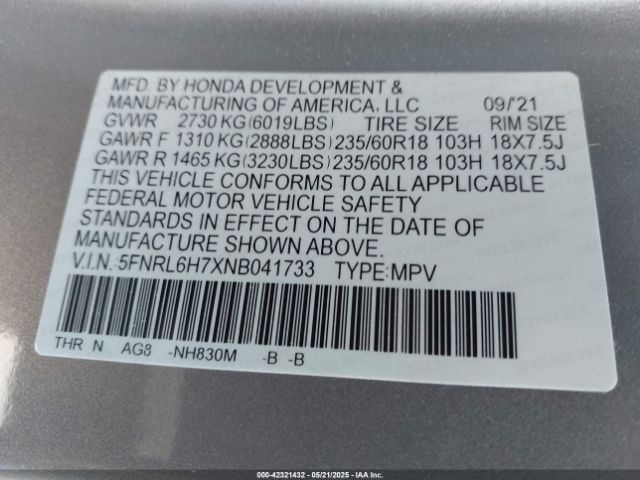 MFD. BY HONDA DEVELOPMENT &
MANUFACTURING OF AMERICA, LLC 09/'21
GVWR 2730 KG(6019LBS) TIRE SIZE RIM SIZE
GAWR F 1310 KG(2888LBS) 235/60R18 103H 18X7.5J
GAWR R 1465 KG(3230LBS) 235/60R18 103H 18X7.5J
THIS VEHICLE CONFORMS TO ALL APPLICABLE
FEDERAL MOTOR VEHICLE SAFETY
STANDARDS IN EFFECT ON THE DATE OF
MANUFACTURE SHOWN ABOVE.
V.I.N.:5FNRL6H7XNB041733 TYPE:MPV
THR N AG8 -NH830M -B -B
000-42321432 - 05/21/2025 - IAA Inc.